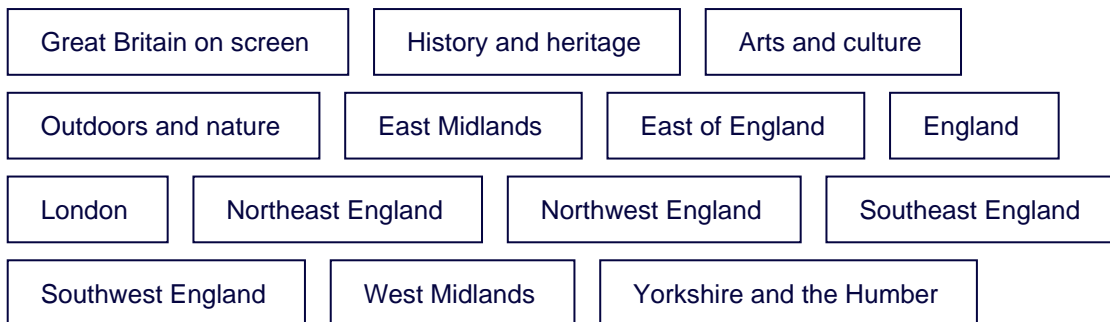 Great Britain on screen History and heritage Arts and culture
Outdoors and nature East Midlands East of England England
London Northeast England Northwest England Southeast England
Southwest England West Midlands Yorkshire and the Humber